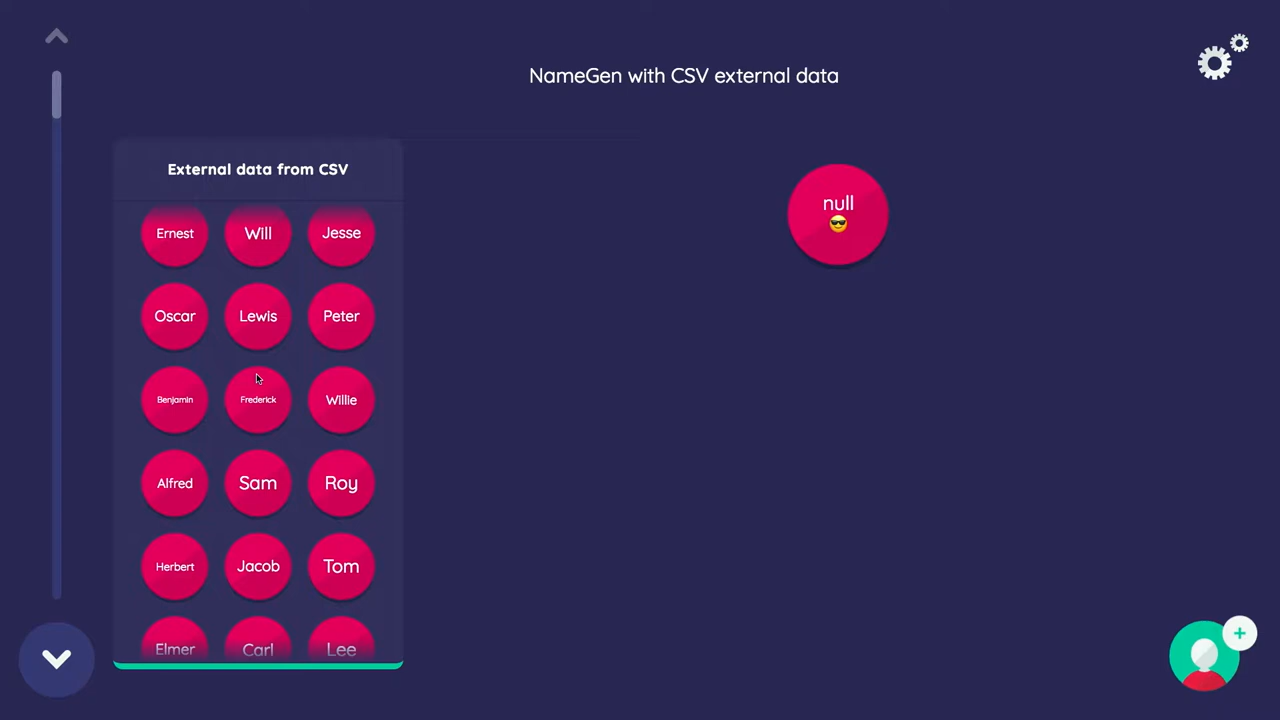 NameGen with CSV external data
External data from CSV
Ernest
Will
Jesse
Oscar
Lewis
Peter
Benjamin
Frederick
Willie
Alfred
Sam
Roy
Herbert
Jacob
Tom
Elmer
Carl
Lee
null